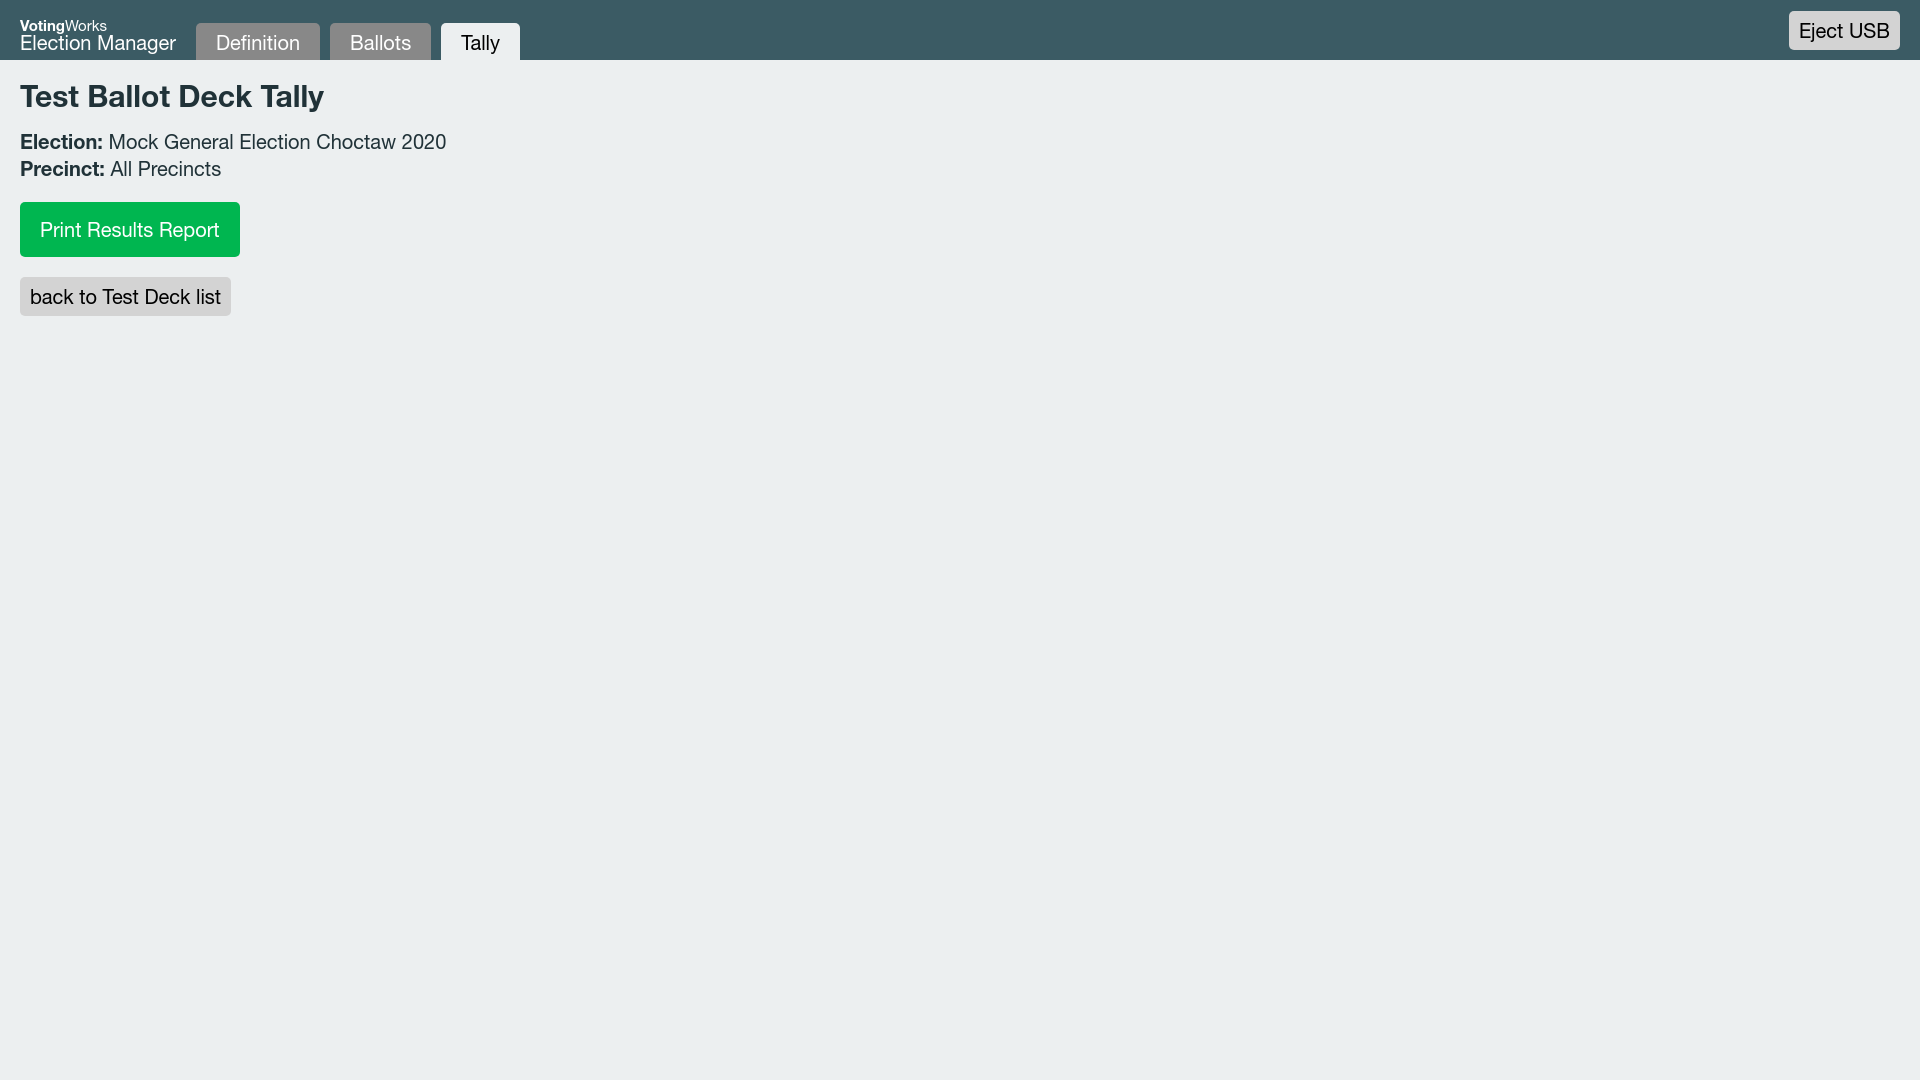 VotingWorks
Election Manager
Definition
Ballots
Tally
Eject USB
Test Ballot Deck Tally
Election: Mock General Election Choctaw 2020
Precinct: All Precincts
Print Results Report
back to Test Deck list